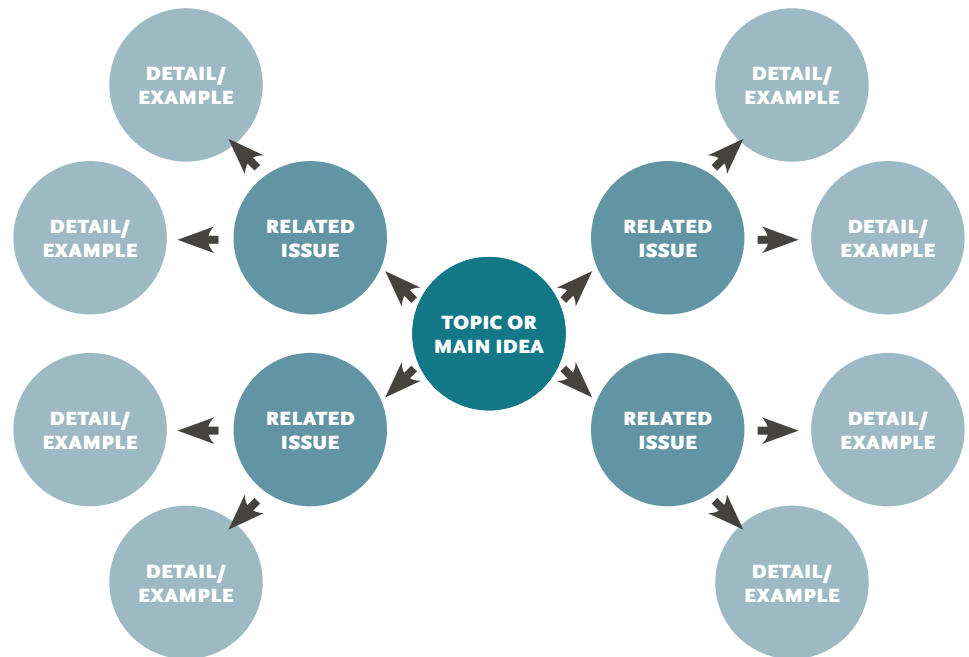 DETAIL/
EXAMPLE
DETAIL/
EXAMPLE
DETAIL/
EXAMPLE
RELATED
ISSUE
RELATED
ISSUE
DETAIL/
EXAMPLE
TOPIC OR
MAIN IDEA
DETAIL/
EXAMPLE
RELATED
ISSUE
RELATED
ISSUE
DETAIL/
EXAMPLE
DETAIL/
EXAMPLE
DETAIL/
EXAMPLE